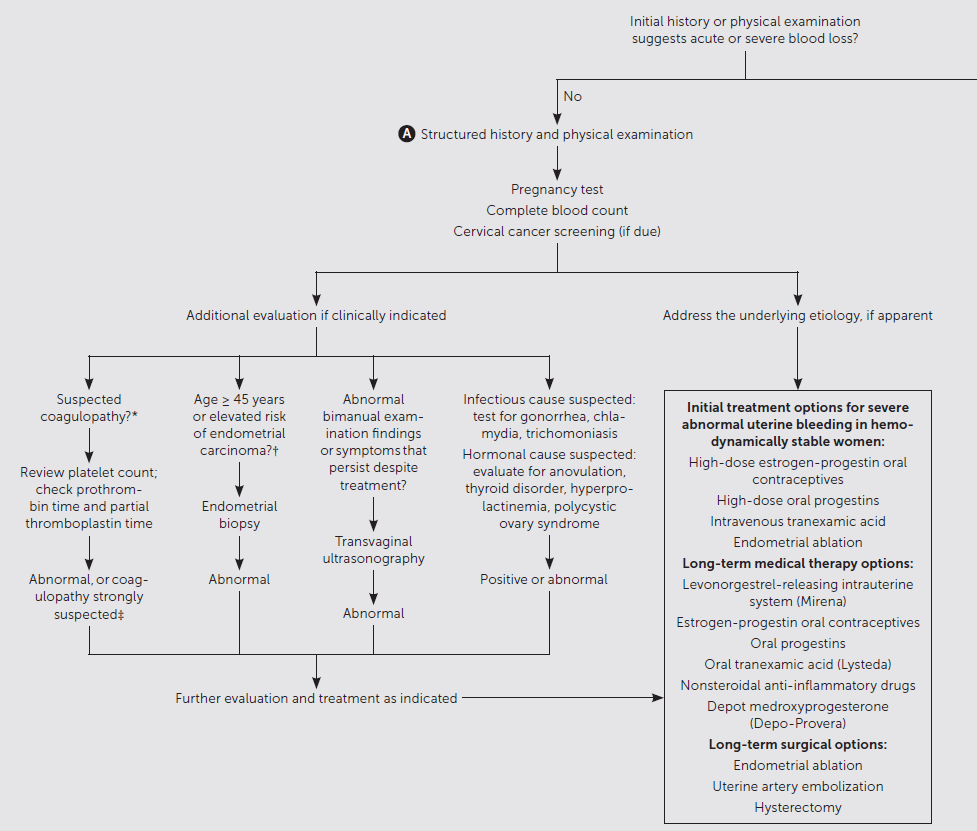 Initial history or physical examination
suggests acute or severe blood loss?
No
A Structured history and physical examination
Pregnancy test
Complete blood count
Cervical cancer screening (if due)
Additional evaluation if clinically indicated
Address the underlying etiology, if apparent
Suspected
coagulopathy?*
Review platelet count;
check prothrom-
bin time and partial
thromboplastin time
Abnormal, or coag-
ulopathy strongly
suspected‡
Age ≥ 45 years
or elevated risk
of endometrial
carcinoma?†
Endometrial
biopsy
Abnormal
Abnormal
bimanual exam-
ination findings
or symptoms that
persist despite
treatment?
Transvaginal
ultrasonography
Abnormal
Infectious cause suspected:
test for gonorrhea, chla-
mydia, trichomoniasis
Hormonal cause suspected:
evaluate for anovulation,
thyroid disorder, hyperpro-
lactinemia, polycystic
ovary syndrome
Positive or abnormal
Further evaluation and treatment as indicated
Initial treatment options for severe
abnormal uterine bleeding in hemo-
dynamically stable women:
High-dose estrogen-progestin oral
contraceptives
High-dose oral progestins
Intravenous tranexamic acid
Endometrial ablation
Long-term medical therapy options:
Levonorgestrel-releasing intrauterine
system (Mirena)
Estrogen-progestin oral contraceptives
Oral progestins
Oral tranexamic acid (Lysteda)
Nonsteroidal anti-inflammatory drugs
Depot medroxyprogesterone
(Depo-Provera)
Long-term surgical options:
Endometrial ablation
Uterine artery embolization
Hysterectomy